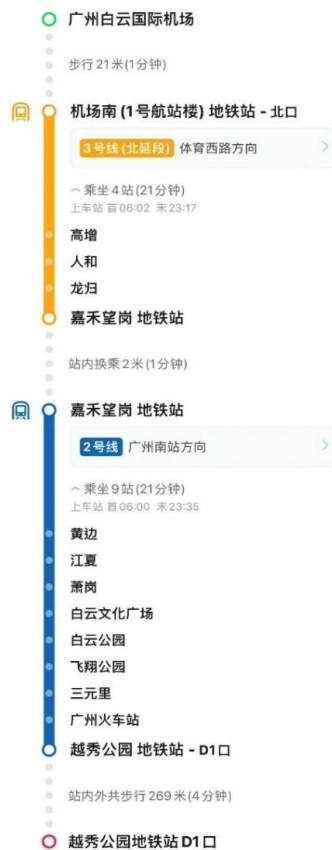 广州白云国际机场
步行21米(1分钟)
机场南 (1号航站楼) 地铁站 - 北口
3号线(北延段) 体育西路方向
乘坐4站(21分钟)
上车站 首06:02 末23:17
高增
人和
龙归
嘉禾望岗 地铁站
站内换乘2米(1分钟)
嘉禾望岗 地铁站
2号线 广州南站方向
乘坐9站(21分钟)
上车站 首06:00 末23:35
黄边
江夏
萧岗
白云文化广场
白云公园
飞翔公园
三元里
广州火车站
越秀公园 地铁站 - D1口
站内外共步行269米(4分钟)
越秀公园地铁站D1口